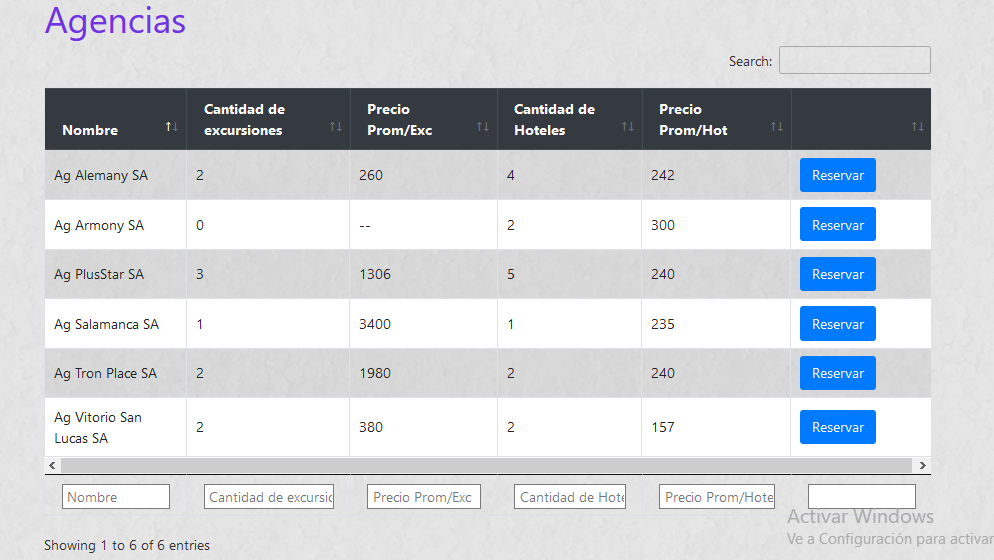 Agencias
Search:
Nombre Cantidad de excursiones Precio Prom/Exc Cantidad de Hoteles Precio Prom/Hot
Ag Alemany SA 2 260 4 242 Reservar
Ag Armony SA 0 -- 2 300 Reservar
Ag PlusStar SA 3 1306 5 240 Reservar
Ag Salamanca SA 1 3400 1 235 Reservar
Ag Tron Place SA 2 1980 2 240 Reservar
Ag Vitorio San Lucas SA 2 380 2 157 Reservar
Nombre Cantidad de excursic Precio Prom/Exc Cantidad de Hote Precio Prom/Hote
Activar Windows
Ve a Configuración para activar
Showing 1 to 6 of 6 entries